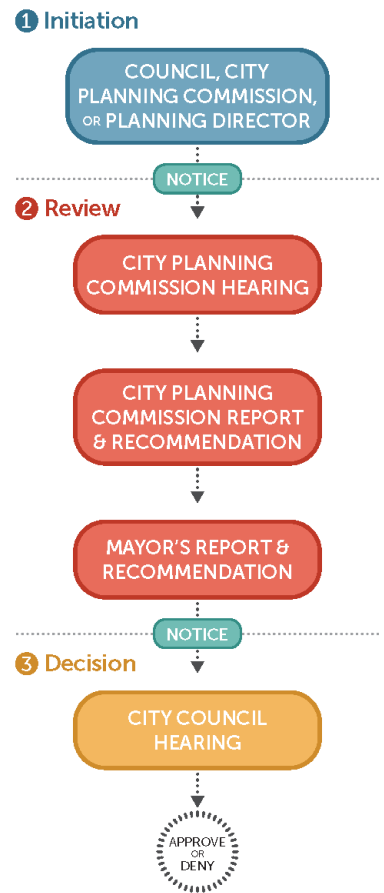 1 Initiation
COUNCIL, CITY
PLANNING COMMISSION,
OR PLANNING DIRECTOR
NOTICE
2 Review
CITY PLANNING
COMMISSION HEARING
CITY PLANNING
COMMISSION REPORT
& RECOMMENDATION
MAYOR'S REPORT &
RECOMMENDATION
NOTICE
3 Decision
CITY COUNCIL
HEARING
APPROVE
OR
DENY